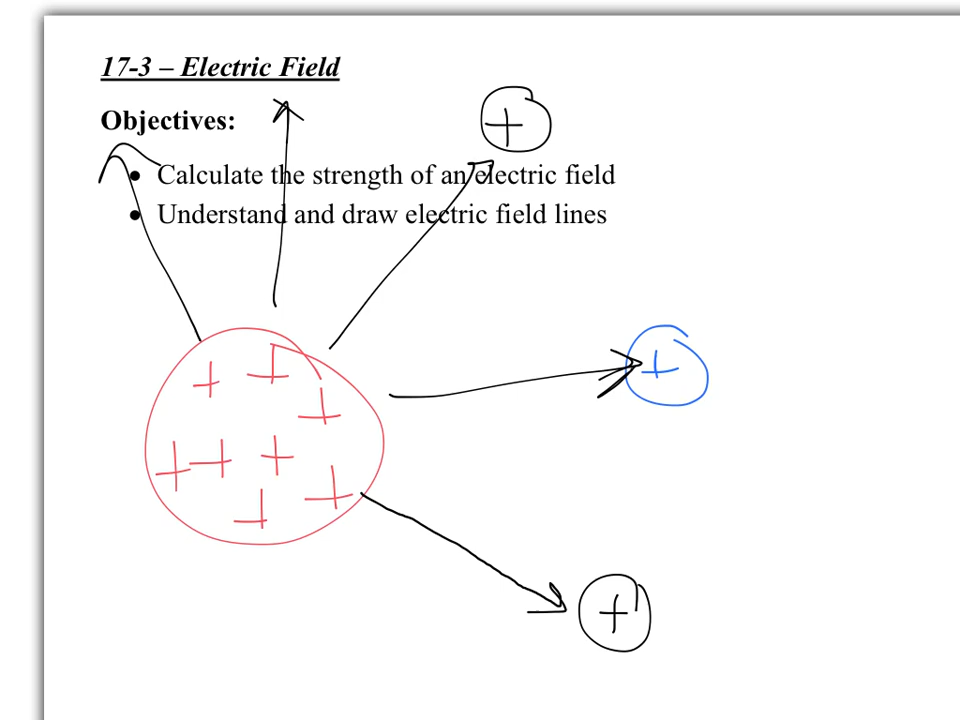 17-3 – Electric Field
Objectives:
+
• Calculate the strength of an electric field
• Understand and draw electric field lines
+
+ +
+
+ + +
+
+
+